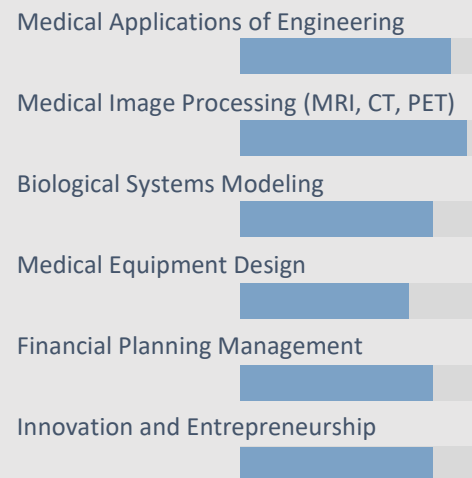 Medical Applications of Engineering
Medical Image Processing (MRI, CT, PET)
Biological Systems Modeling
Medical Equipment Design
Financial Planning Management
Innovation and Entrepreneurship